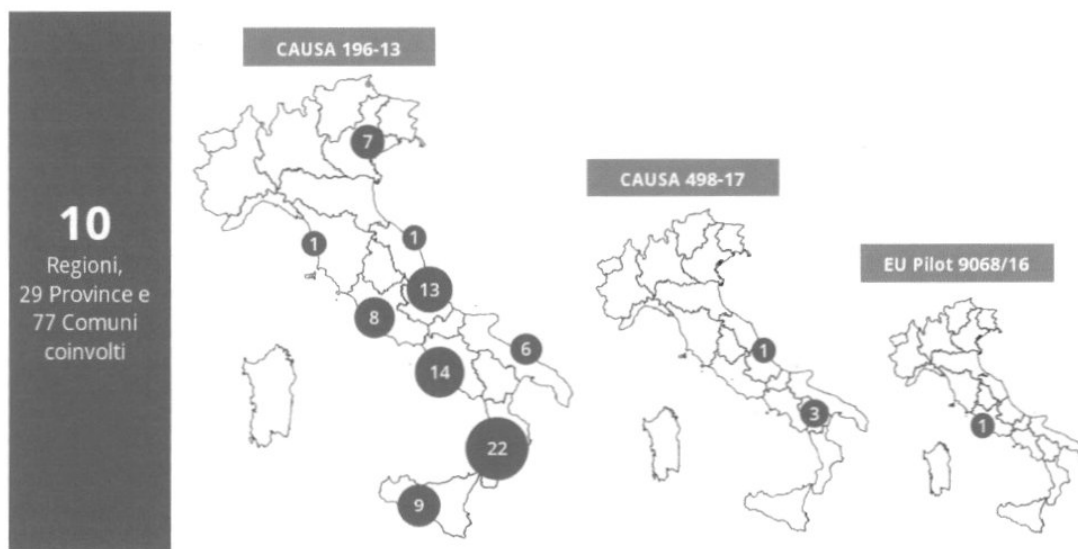 10
Regioni,
29 Province e
77 Comuni
coinvolti
CAUSA 196-13
7
1
1
13
8
6
14
22
9
CAUSA 498-17
1
3
EU Pilot 9068/16
1